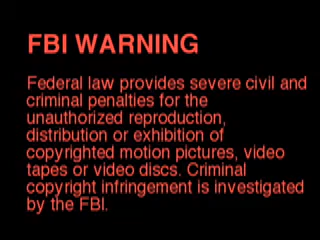 FBI WARNING
Federal law provides severe civil and
criminal penalties for the
unauthorized reproduction,
distribution or exhibition of
copyrighted motion pictures, video
tapes or video discs. Criminal
copyright infringement is investigated
by the FBI.